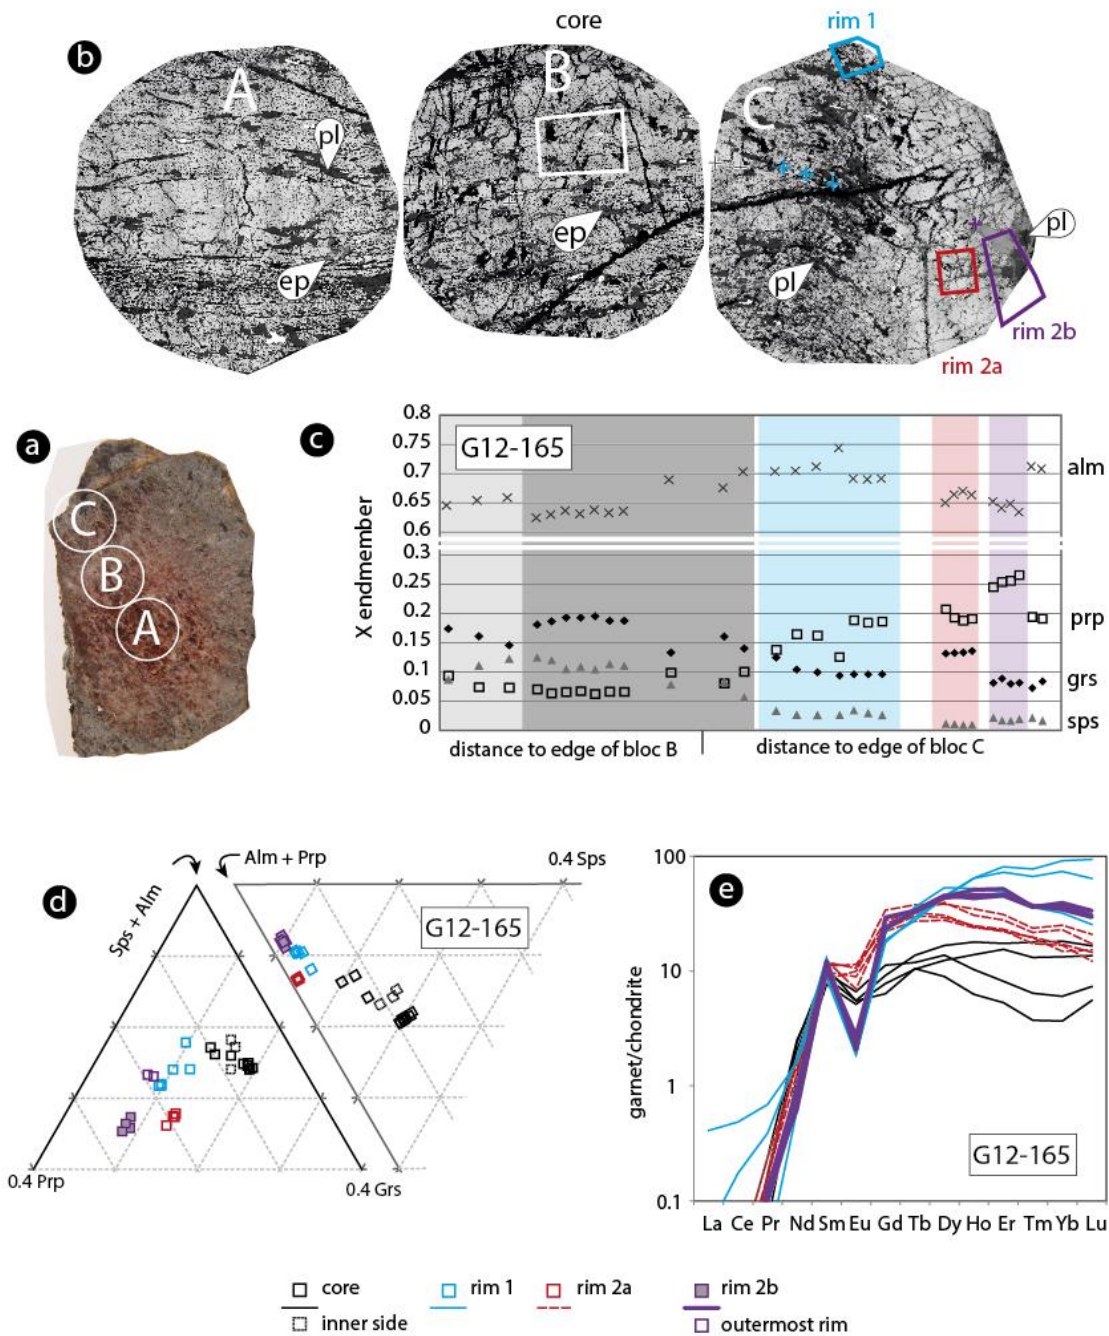 core
rim 1
b
A
B
C
pl
ep
ep
pl
pl
rim 2b
rim 2a
a
C
B
A
c
G12-165
X endmember
0.8
0.75
0.7
0.65
0.6
0.3
0.25
0.2
0.15
0.1
0.05
0
alm
prp
grs
sps
distance to edge of bloc B
distance to edge of bloc C
d
Alm + Prp
0.4 Sps
Sps + Alm
G12-165
0.4 Prp
0.4 Grs
e
garnet/chondrite
100
10
1
0.1
G12-165
La Ce Pr Nd Sm Eu Gd Tb Dy Ho Er Tm Yb Lu
core
rim 1
rim 2a
rim 2b
inner side
outermost rim